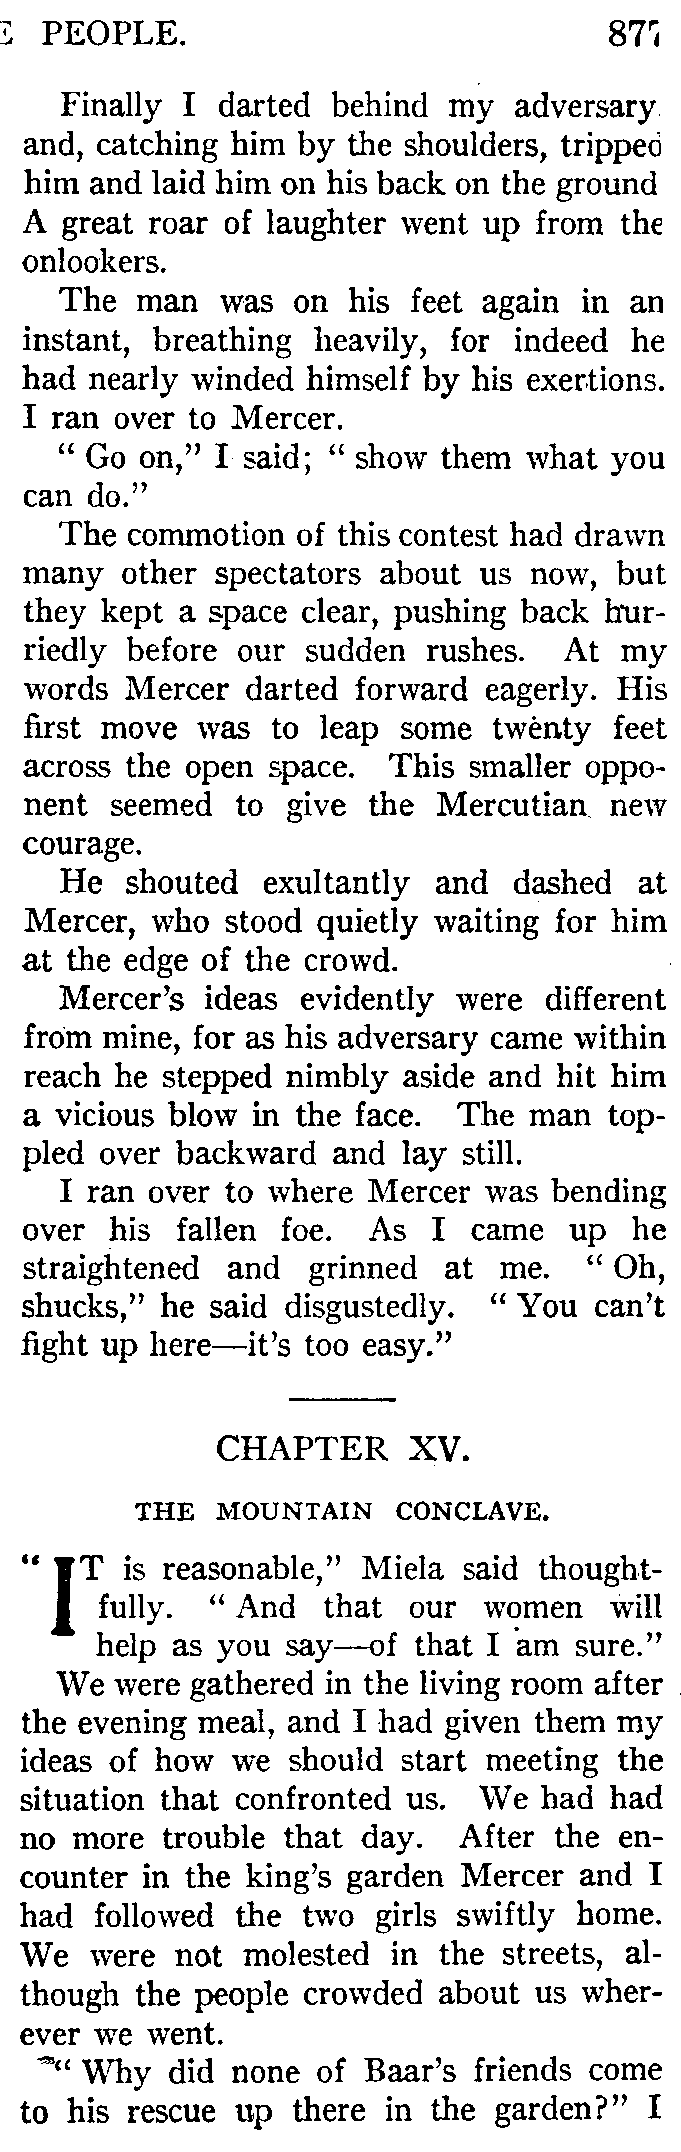 PEOPLE. 877
Finally I darted behind my adversary
and, catching him by the shoulders, tripped
him and laid him on his back on the ground
A great roar of laughter went up from the
onlookers.
The man was on his feet again in an
instant, breathing heavily, for indeed he
had nearly winded himself by his exertions.
I ran over to Mercer.
“ Go on,” I said; “ show them what you
can do.”
The commotion of this contest had drawn
many other spectators about us now, but
they kept a space clear, pushing back hur-
riedly before our sudden rushes. At my
words Mercer darted forward eagerly. His
first move was to leap some twenty feet
across the open space. This smaller oppo-
nent seemed to give the Mercutian new
courage.
He shouted exultantly and dashed at
Mercer, who stood quietly waiting for him
at the edge of the crowd.
Mercer’s ideas evidently were different
from mine, for as his adversary came within
reach he stepped nimbly aside and hit him
a vicious blow in the face. The man top-
pled over backward and lay still.
I ran over to where Mercer was bending
over his fallen foe. As I came up he
straightened and grinned at me. “ Oh,
shucks,” he said disgustedly. “ You can’t
fight up here—it’s too easy.”
CHAPTER XV.
THE MOUNTAIN CONCLAVE.
“ IT is reasonable,” Miela said thought-
fully. “ And that our women will
help as you say—of that I am sure.”
We were gathered in the living room after
the evening meal, and I had given them my
ideas of how we should start meeting the
situation that confronted us. We had had
no more trouble that day. After the en-
counter in the king’s garden Mercer and I
had followed the two girls swiftly home.
We were not molested in the streets, al-
though the people crowded about us wher-
ever we went.
“ Why did none of Baar’s friends come
to his rescue up there in the garden?” I